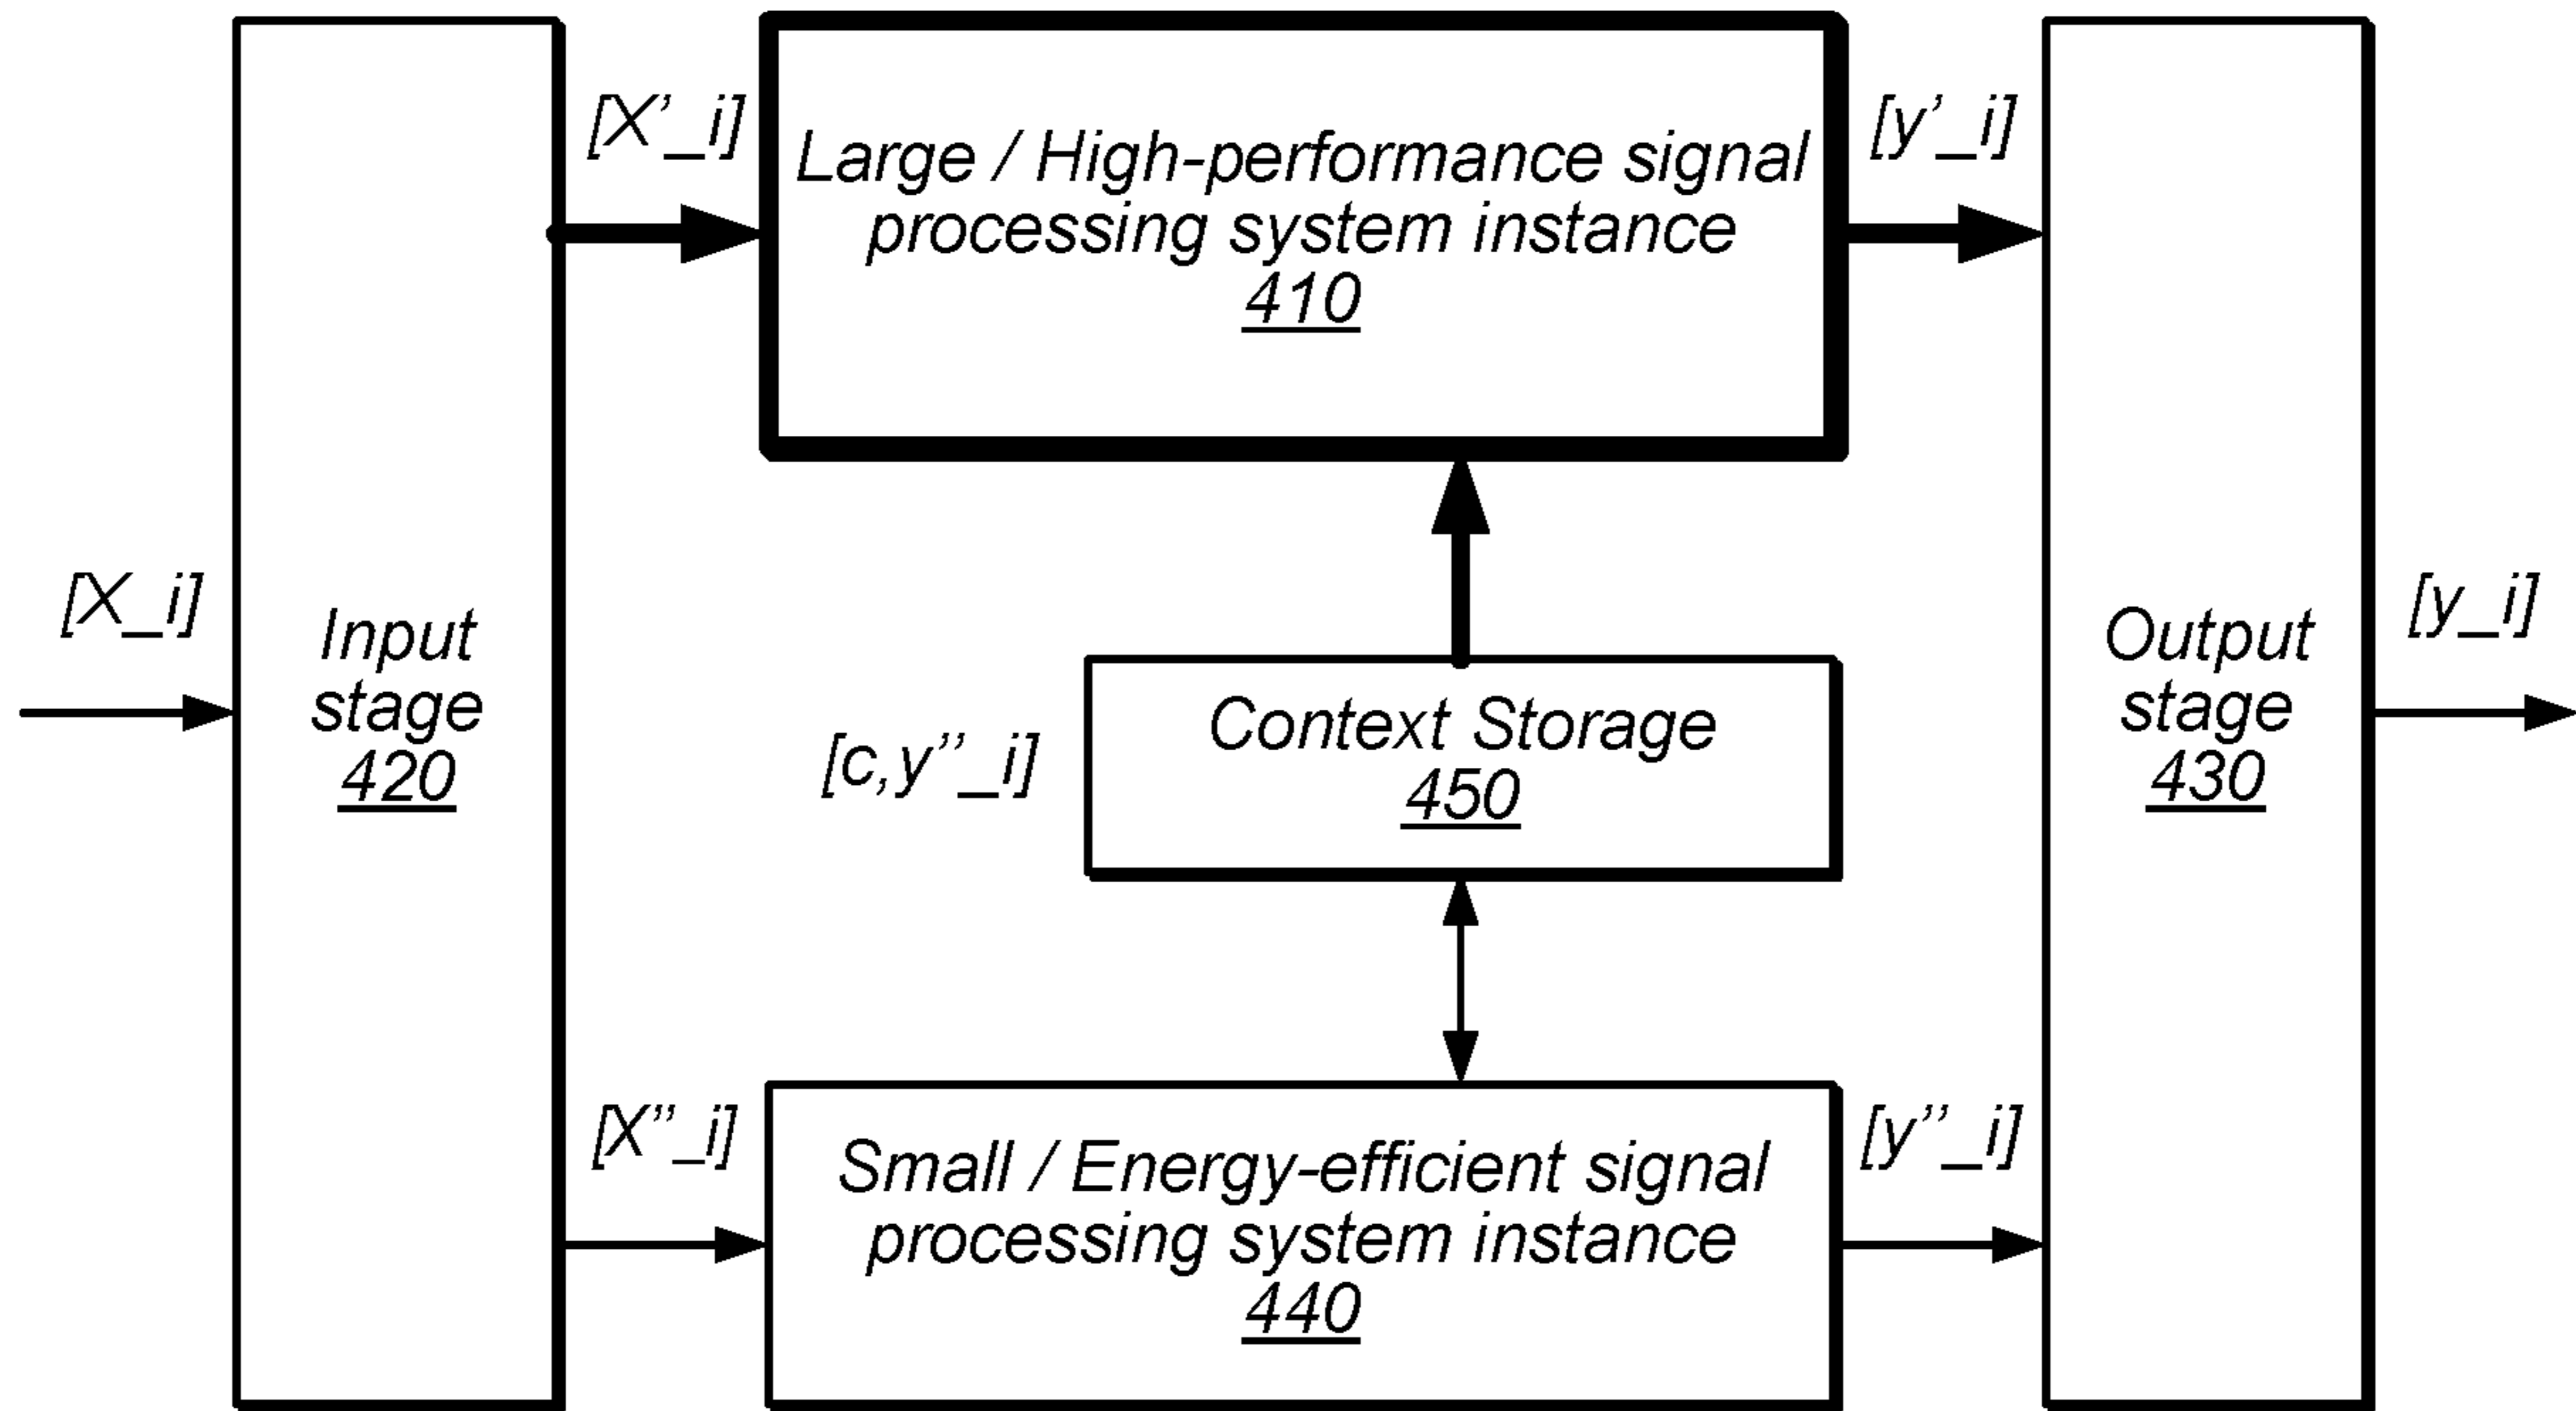 [X_i]
Input
stage
420
[X’_i]
Large / High-performance signal
processing system instance
410
[y’_i]
[c,y’’_i]
Context Storage
450
[X’’_i]
Small / Energy-efficient signal
processing system instance
440
[y’’_i]
Output
stage
430
[y_i]